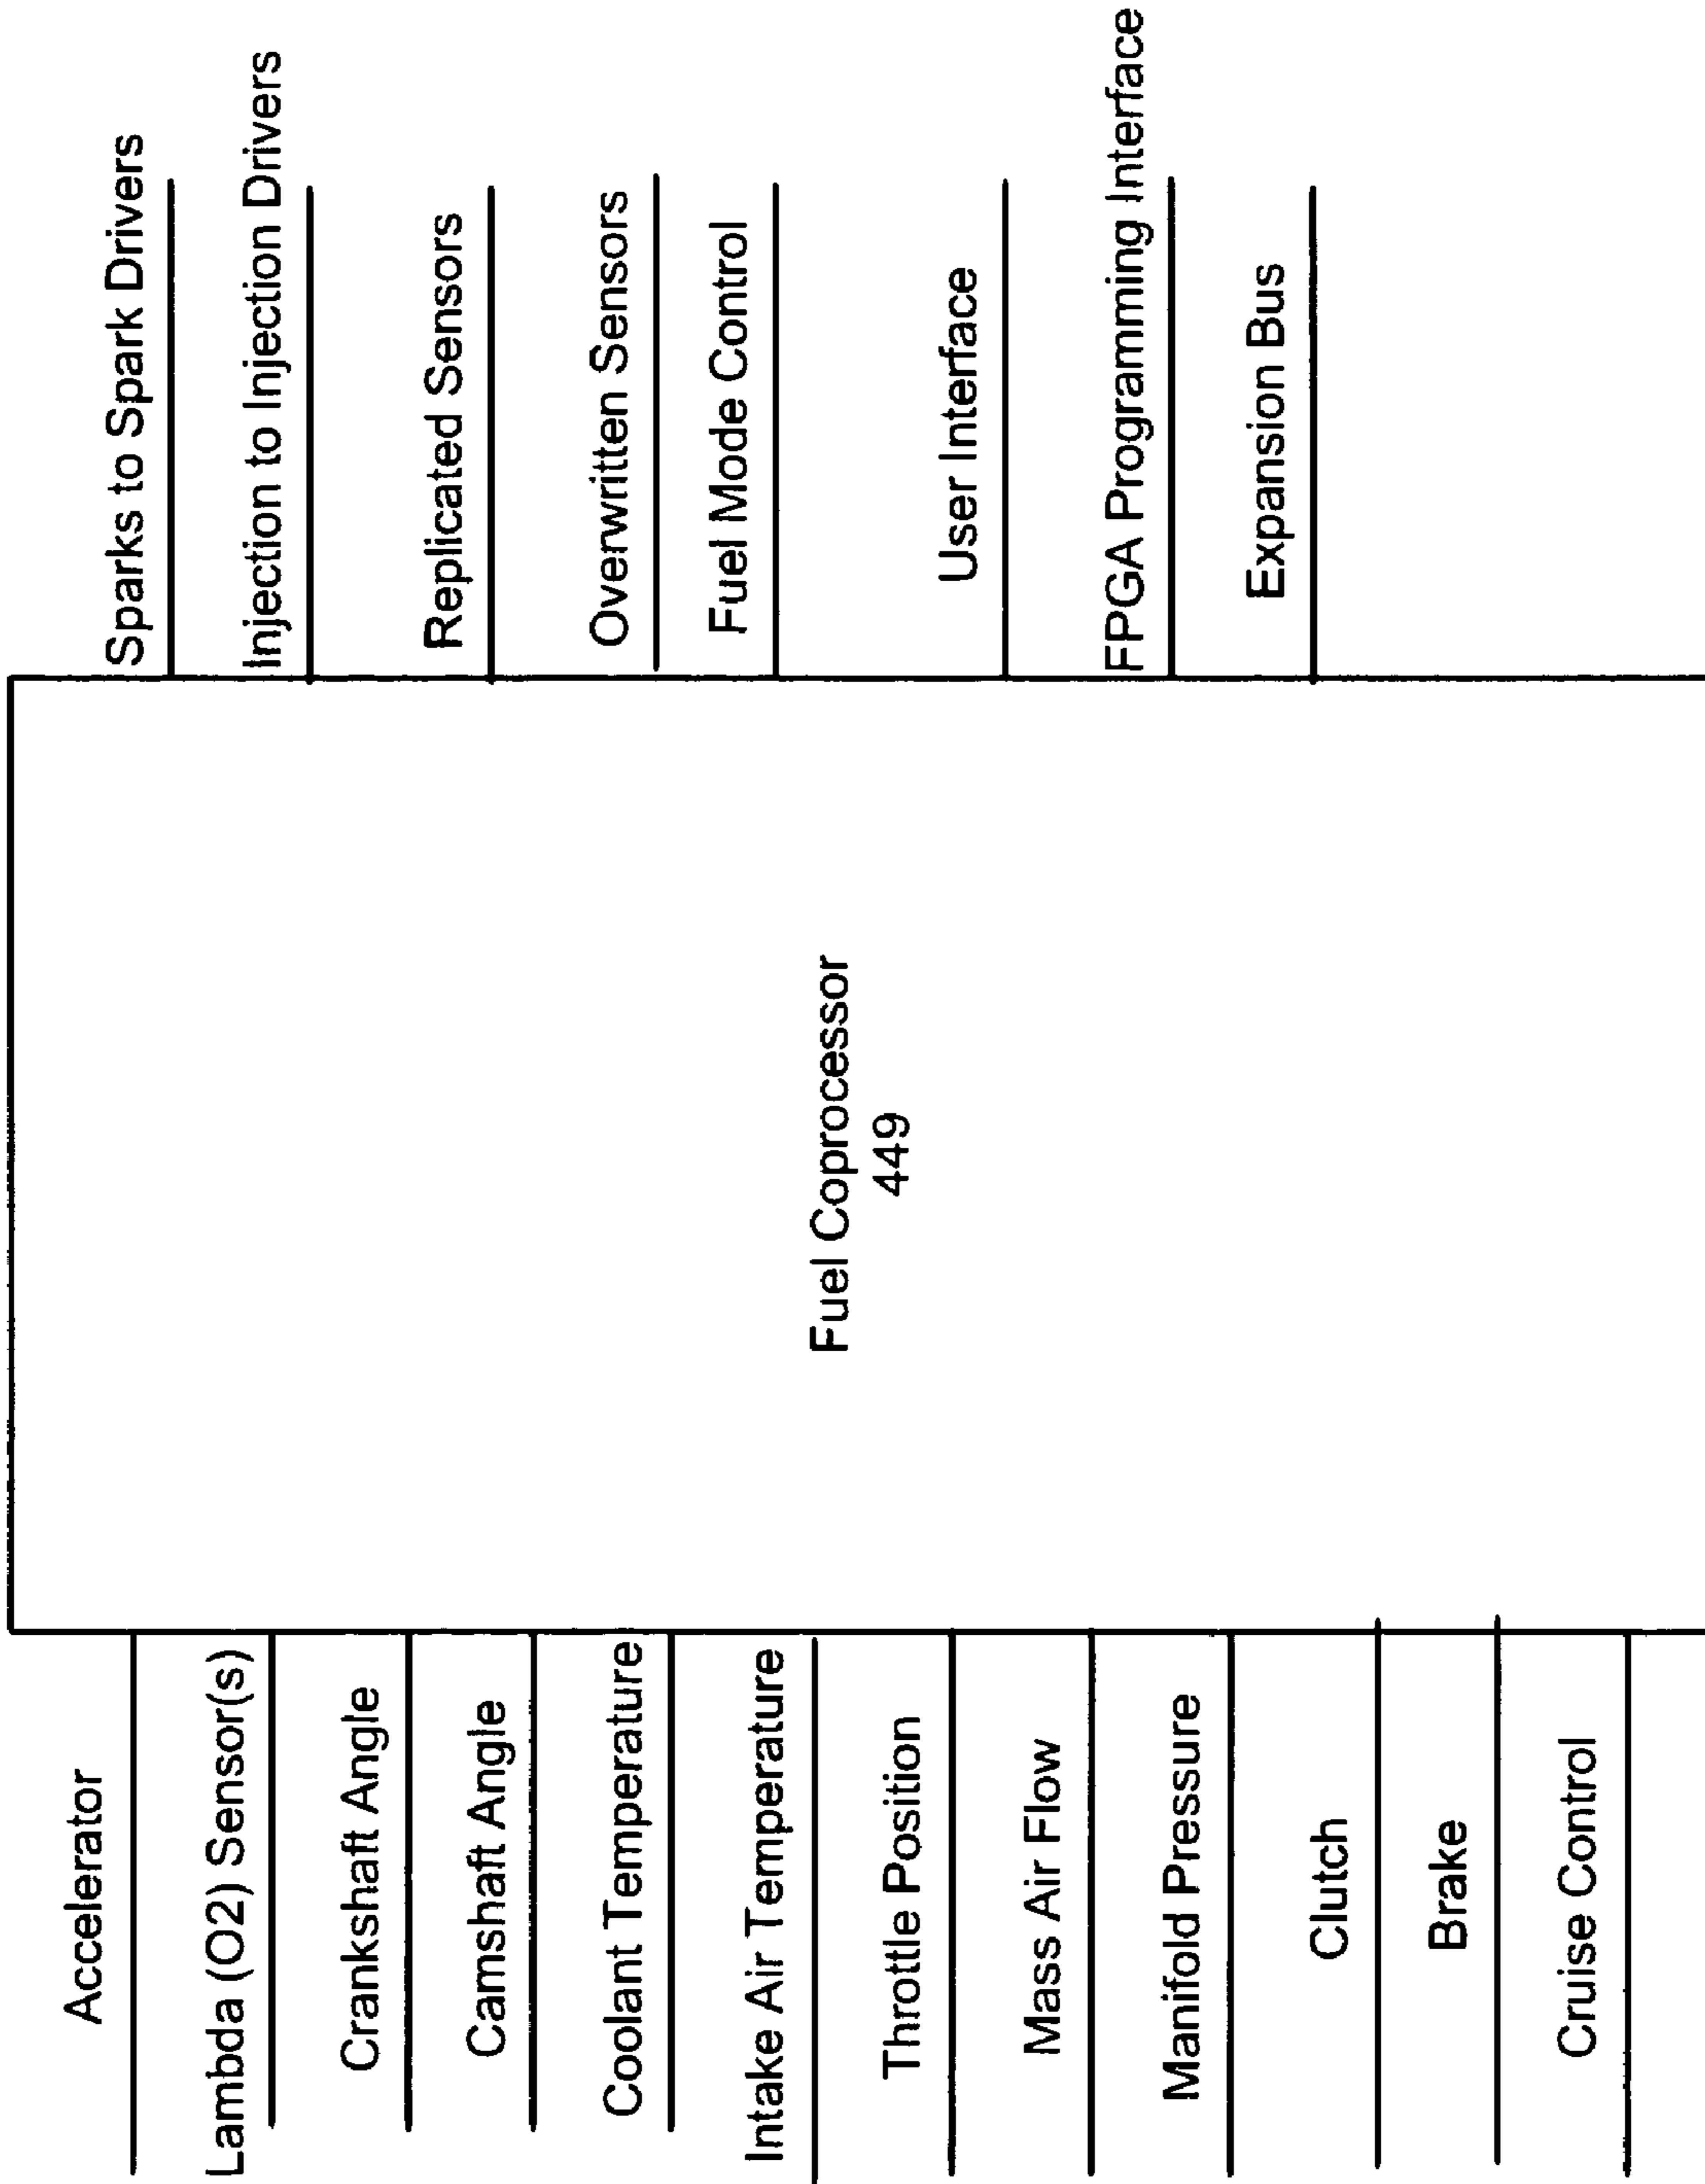 Accelerator
Lambda (O2) Sensor(s)
Crankshaft Angle
Camshaft Angle
Coolant Temperature
Intake Air Temperature
Throttle Position
Mass Air Flow
Manifold Pressure
Clutch
Brake
Cruise Control
Fuel Coprocessor
449
Sparks to Spark Drivers
Injection to Injection Drivers
Replicated Sensors
Overwritten Sensors
Fuel Mode Control
User Interface
FPGA Programming Interface
Expansion Bus